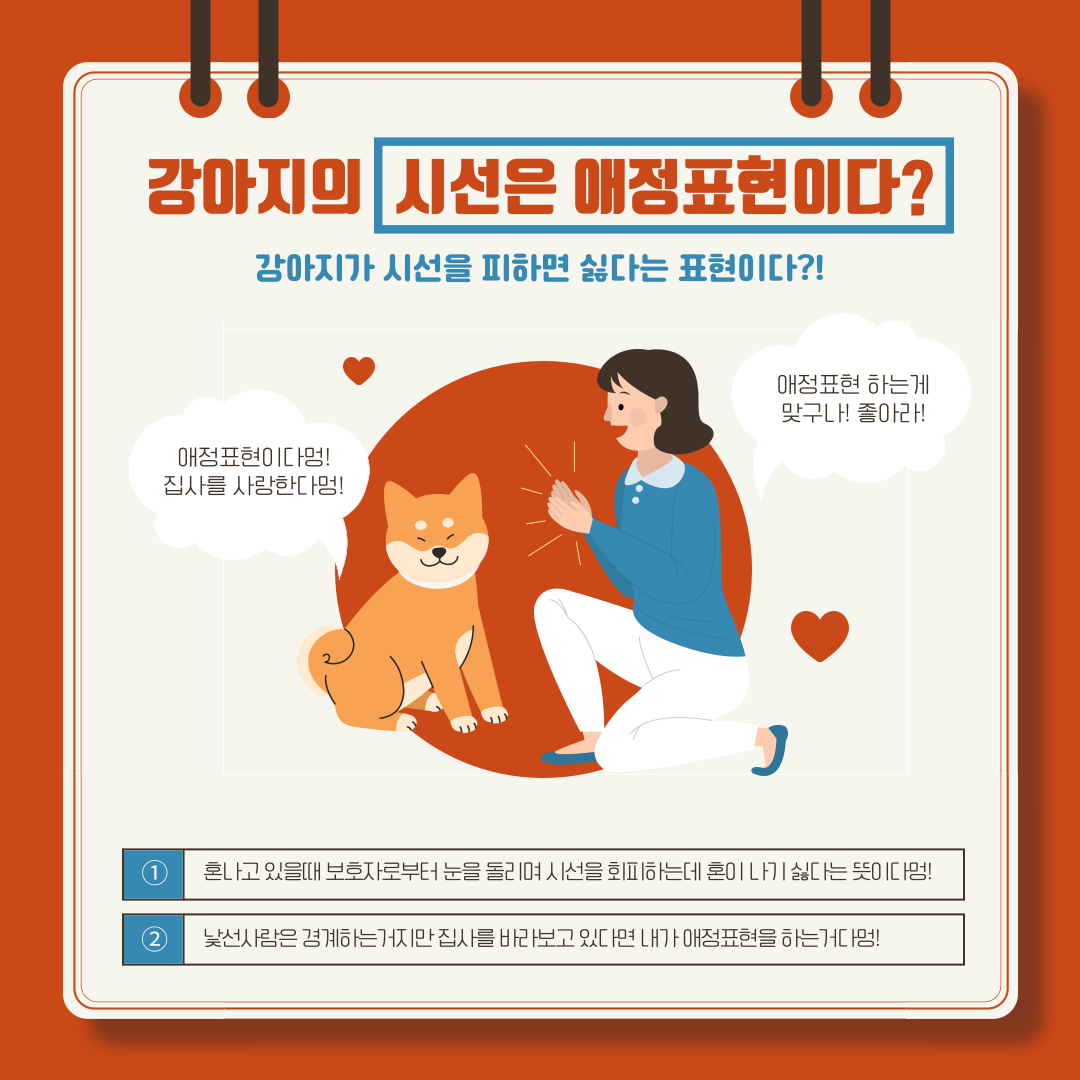 강아지의 시선은 애정표현이다?
강아지가 시선을 피하면 싫다는 표현이다?!
애정표현 하는게
맞구나! 좋아라!
애정표현이다멍!
집사를 사랑한다멍!
① 혼나고 있을때 보호자로부터 눈을 돌리며 시선을 회피하는데 혼이 나기 싫다는 뜻이다멍!
② 낯선사람은 경계하는거지만 집사를 바라보고 있다면 내가 애정표현을 하는거다멍!